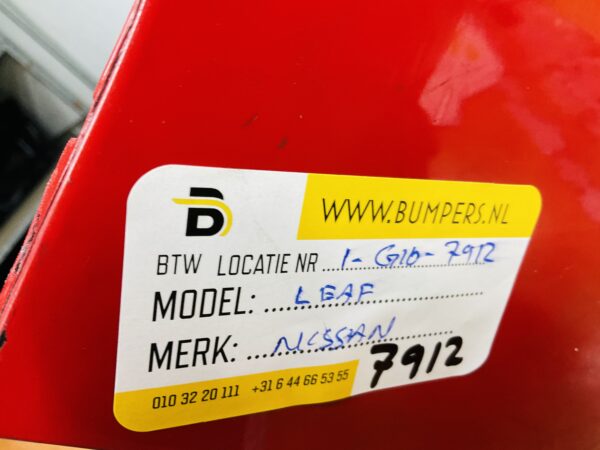 B
WWW.BUMPERS.NL
BTW LOCATIE NR 1-G10-7912
MODEL: LEAF
MERK: NISSAN
7912
010 32 20 111 +31 6 44 66 53 55